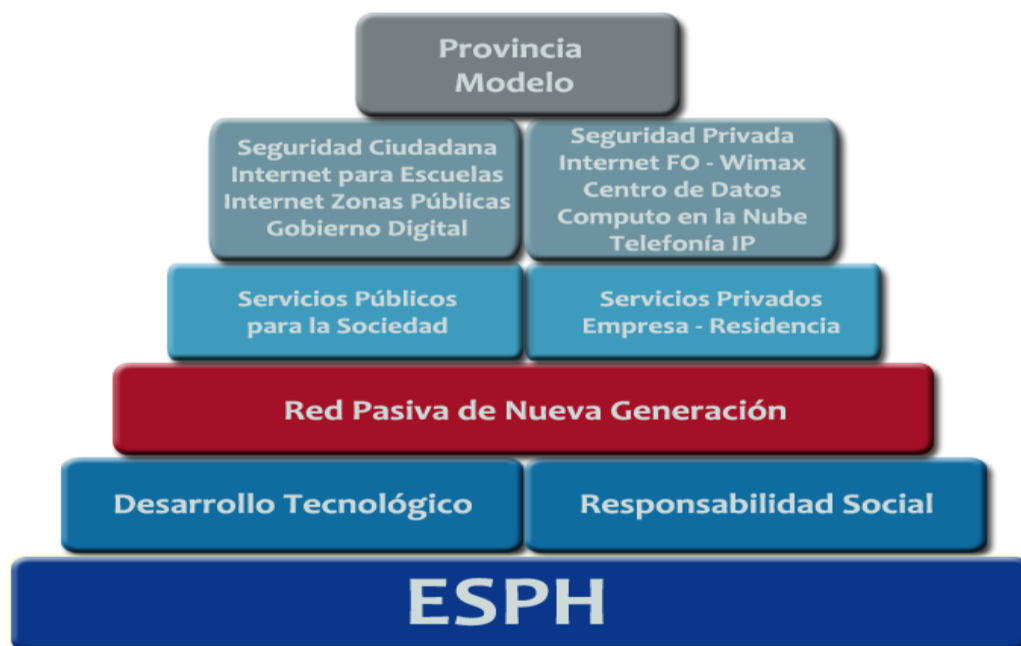 Provincia
Modelo
Seguridad Ciudadana
Internet para Escuelas
Internet Zonas Públicas
Gobierno Digital
Seguridad Privada
Internet FO - Wimax
Centro de Datos
Computo en la Nube
Telefonía IP
Servicios Públicos
para la Sociedad
Servicios Privados
Empresa - Residencia
Red Pasiva de Nueva Generación
Desarrollo Tecnológico
Responsabilidad Social
ESPH